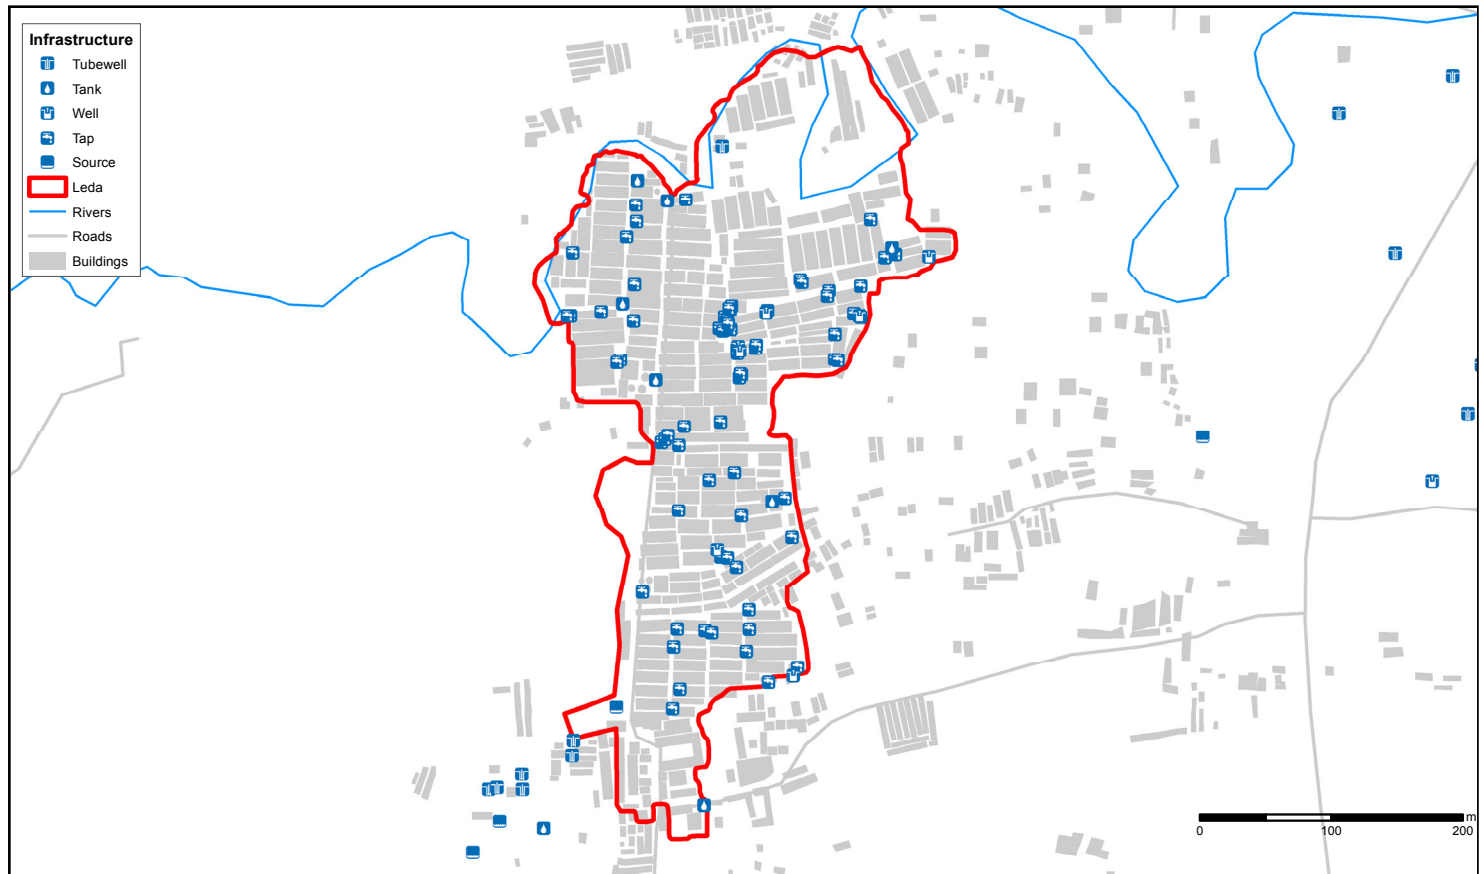 Infrastructure
Tubewell
Tank
Well
Tap
Source
Leda
Rivers
Roads
Buildings
m
0 100 200